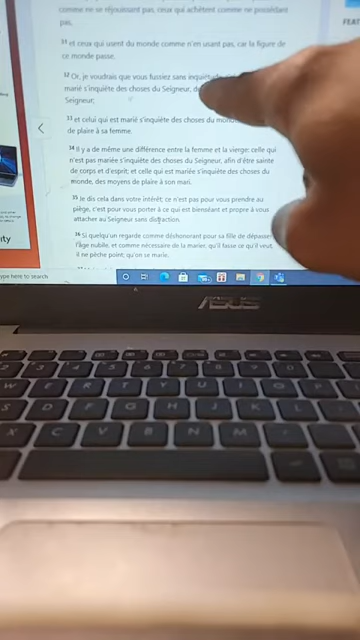 comme ne se réjouissant pas, ceux qui achètent comme ne possédant
pas,
31 et ceux qui usent du monde comme n'en usant pas, car la figure de
ce monde passe.
32 Or, je voudrais que vous fussiez sans inquiétude.
marié s'inquiète des choses du Seigneur,
Seigneur;
33 et celui qui est marié s'inquiète des choses du monde,
de plaire à sa femme.
34 Il y a de même une différence entre la femme et la vierge: celle qui
n'est pas mariée s'inquiète des choses du Seigneur, afin d'être sainte
de corps et d'esprit; et celle qui est mariée s'inquiète des choses du
monde, des moyens de plaire à son mari.
35 Je dis cela dans votre intérêt; ce n'est pas pour vous prendre au
piège, c'est pour vous porter à ce qui est bienséant et propre à vous
attacher au Seigneur sans distraction.
36 Si quelqu'un regarde comme déshonorant pour sa fille de dépasser
l'âge nubile, et comme nécessaire de la marier, qu'il fasse ce qu'il veut,
il ne pèche point; qu'on se marie.
FEAT
ity
ype here to search
ASUS
W E R T Y U I O P
S D F G H J K L
X C V B N M